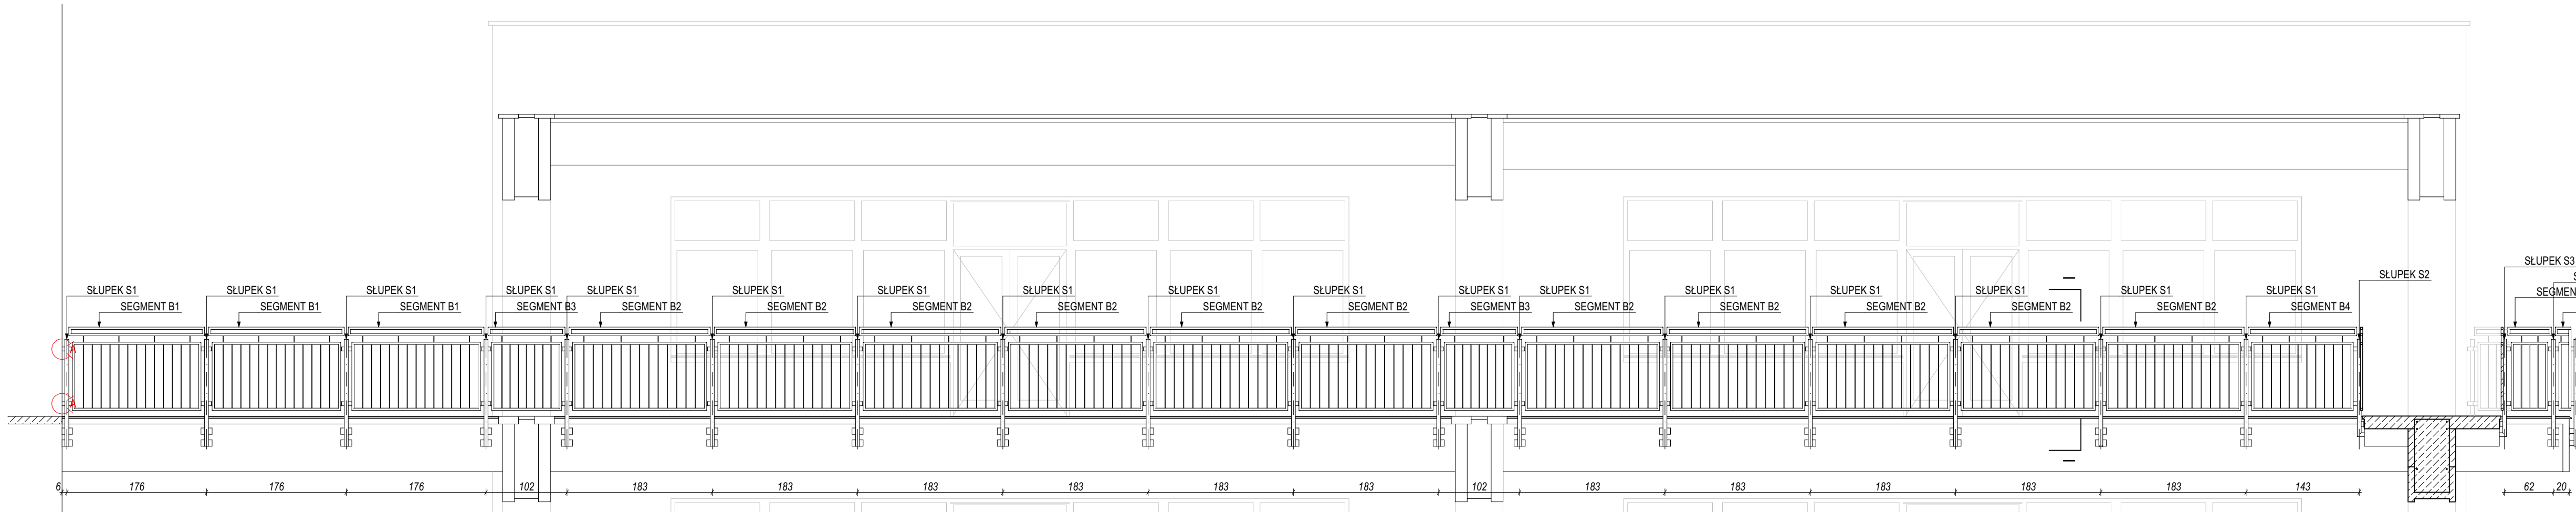 SŁUPEK S3
SŁUPEK S2
SŁUPEK S1 SŁUPEK S1 SŁUPEK S1 SŁUPEK S1 SŁUPEK S1 SŁUPEK S1 SŁUPEK S1 SŁUPEK S1 SŁUPEK S1 SŁUPEK S1 SŁUPEK S1 SŁUPEK S1 SŁUPEK S1 SŁUPEK S1 SŁUPEK S1 SŁUPEK S1 SŁUPEK S1
SEGMENT B1 SEGMENT B1 SEGMENT B1 SEGMENT B3 SEGMENT B2 SEGMENT B2 SEGMENT B2 SEGMENT B2 SEGMENT B2 SEGMENT B2 SEGMENT B3 SEGMENT B2 SEGMENT B2 SEGMENT B2 SEGMENT B2 SEGMENT B2 SEGMENT B4
A
A
6 176 176 176 102 183 183 183 183 183 183 102 183 183 183 183 183 143 62 20